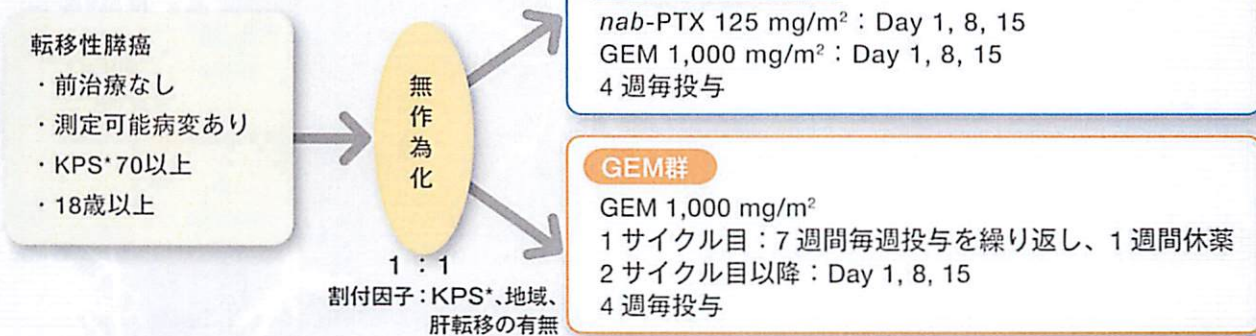 転移性膵癌
・前治療なし
・測定可能病変あり
・KPS*70以上
・18歳以上
無作為化
1：1
割付因子：KPS*、地域、
肝転移の有無
nab-PTX 125 mg/m²：Day 1, 8, 15
GEM 1,000 mg/m²：Day 1, 8, 15
4週毎投与
GEM群
GEM 1,000 mg/m²
1サイクル目：7週間毎週投与を繰り返し、1週間休薬
2サイクル目以降：Day 1, 8, 15
4週毎投与